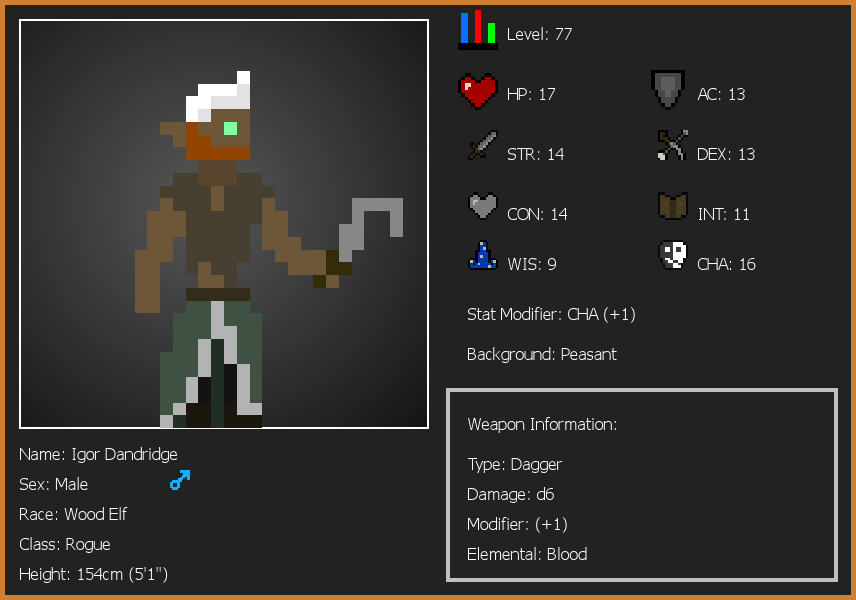 Level: 77
HP: 17
AC: 13
STR: 14
DEX: 13
CON: 14
INT: 11
WIS: 9
CHA: 16
Stat Modifier: CHA (+1)
Background: Peasant
Weapon Information:
Type: Dagger
Damage: d6
Modifier: (+1)
Elemental: Blood
Name: Igor Dandridge
Sex: Male
Race: Wood Elf
Class: Rogue
Height: 154cm (5'1")